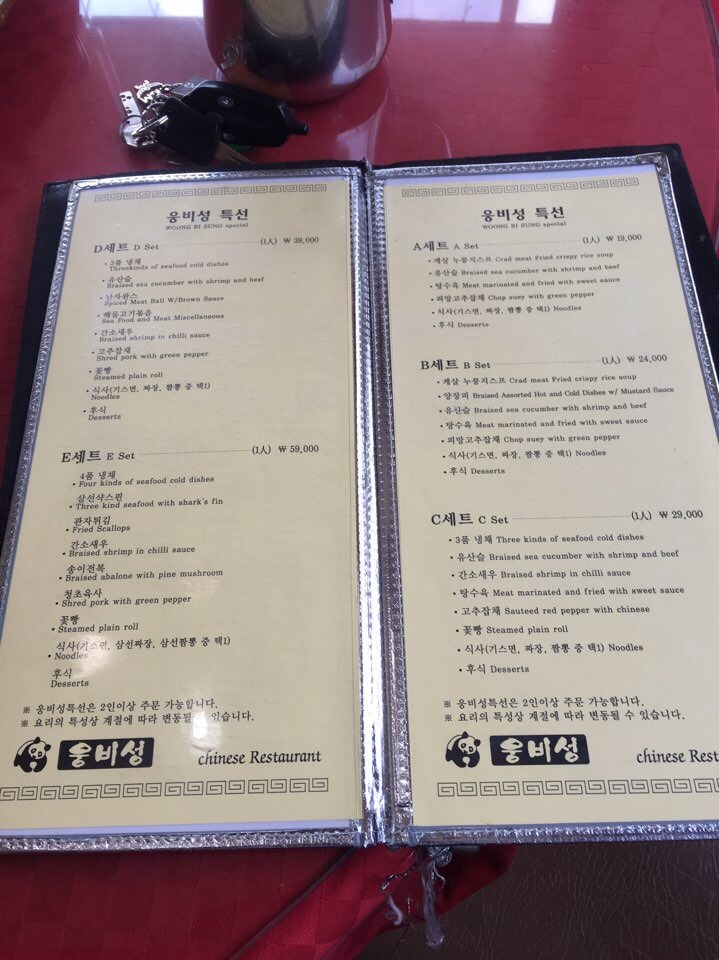 웅비성 특선
WOONG BI SUNG special
D세트 D Set (1人) ₩ 39,000
• 3품 냉채
Threekinds of seafood cold dishes
• 유산슬
Braised sea cucumber with shrimp and beef
• 난자완스
Spiced Meat Ball W/Brown Sauce
• 해물고기볶음
Sea Food and Meat Miscellaneous
• 간소새우
Braised shrimp in chilli sauce
• 고추잡채
Shred pork with green pepper
• 꽃빵
Steamed plain roll
• 식사(기스면, 짜장, 짬뽕 중 택1)
Noodles
• 후식
Desserts
E세트 E Set (1人) ₩ 59,000
4품 냉채
• Four kinds of seafood cold dishes
삼선샥스핀
• Three kind seafood with shark's fin
관자튀김
• Fried Scallops
간소새우
• Braised shrimp in chilli sauce
송이전복
• Braised abalone with pine mushroom
청초육사
• Shred pork with green pepper
꽃빵
• Steamed plain roll
식사(기스면, 삼선짜장, 삼선짬뽕 중 택1)
• Noodles
후식
Desserts
※ 웅비성특선은 2인이상 주문 가능합니다.
※ 요리의 특성상 계절에 따라 변동될 수 있습니다.
웅비성 chinese Restaurant
웅비성 특선
WOONG BI SUNG special
A세트 A Set (1人) ₩ 19,000
• 게살 누룽지스프 Crad meat Fried crispy rice soup
• 유산슬 Braised sea cucumber with shrimp and beef
• 탕수육 Meat marinated and fried with sweet sauce
• 피망고추잡채 Chop suey with green pepper
• 식사(기스면, 짜장, 짬뽕 중 택1) Noodles
• 후식 Desserts
B세트 B Set (1人) ₩ 24,000
• 게살 누룽지스프 Crad meat Fried crispy rice soup
• 양장피 Braised Assorted Hot and Cold Dishes w/ Mustard Sauce
• 유산슬 Braised sea cucumber with shrimp and beef
• 탕수육 Meat marinated and fried with sweet sauce
• 피망고추잡채 Chop suey with green pepper
• 식사(기스면, 짜장, 짬뽕 중 택1) Noodles
• 후식 Desserts
C세트 C Set (1人) ₩ 29,000
• 3품 냉채 Three kinds of seafood cold dishes
• 유산슬 Braised sea cucumber with shrimp and beef
• 간소새우 Braised shrimp in chilli sauce
• 탕수육 Meat marinated and fried with sweet sauce
• 고추잡채 Sauteed red pepper with chinese
• 꽃빵 Steamed plain roll
• 식사(기스면, 짜장, 짬뽕 중 택1) Noodles
• 후식 Desserts
※ 웅비성특선은 2인이상 주문 가능합니다.
※ 요리의 특성상 계절에 따라 변동될 수 있습니다.
웅비성 chinese Rest